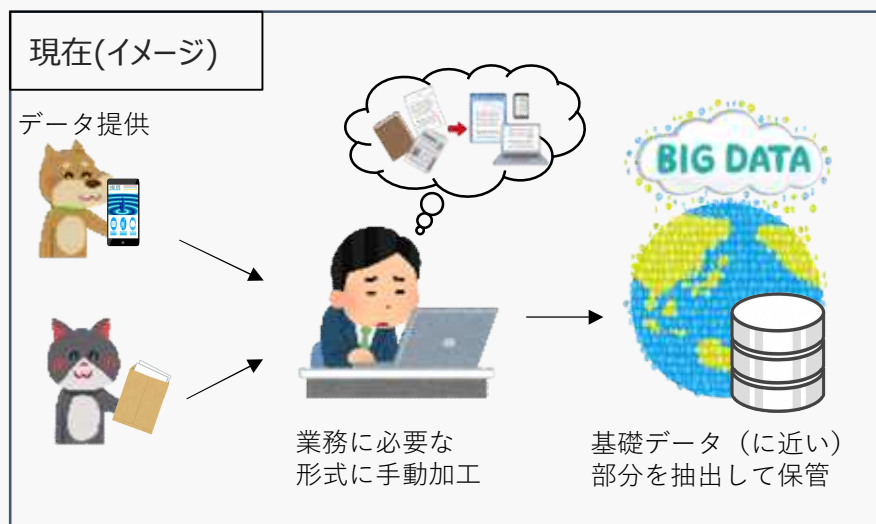 現在(イメージ)
データ提供
BIG DATA
業務に必要な
形式に手動加工
基礎データ（に近い）
部分を抽出して保管